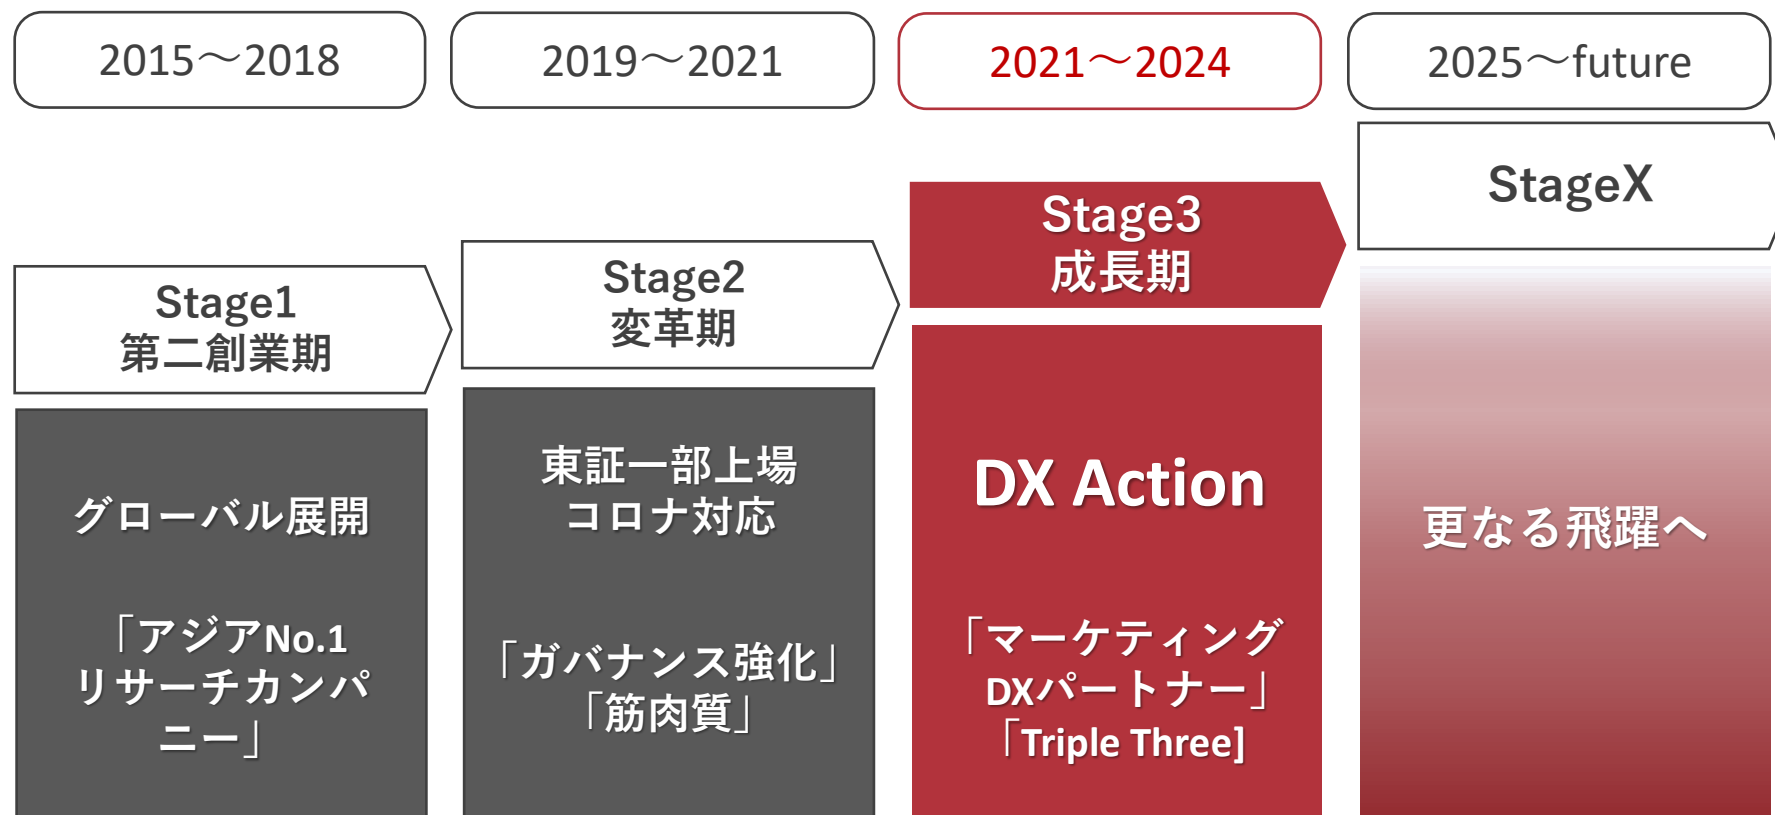 2015～2018
2019～2021
2021～2024
2025～future
Stage1
第二創業期
Stage2
変革期
Stage3
成長期
StageX
グローバル展開
「アジアNo.1
リサーチカンパ
ニー」
東証一部上場
コロナ対応
「ガバナンス強化」
「筋肉質」
DX Action
「マーケティング
DXパートナー」
「Triple Three]
更なる飛躍へ